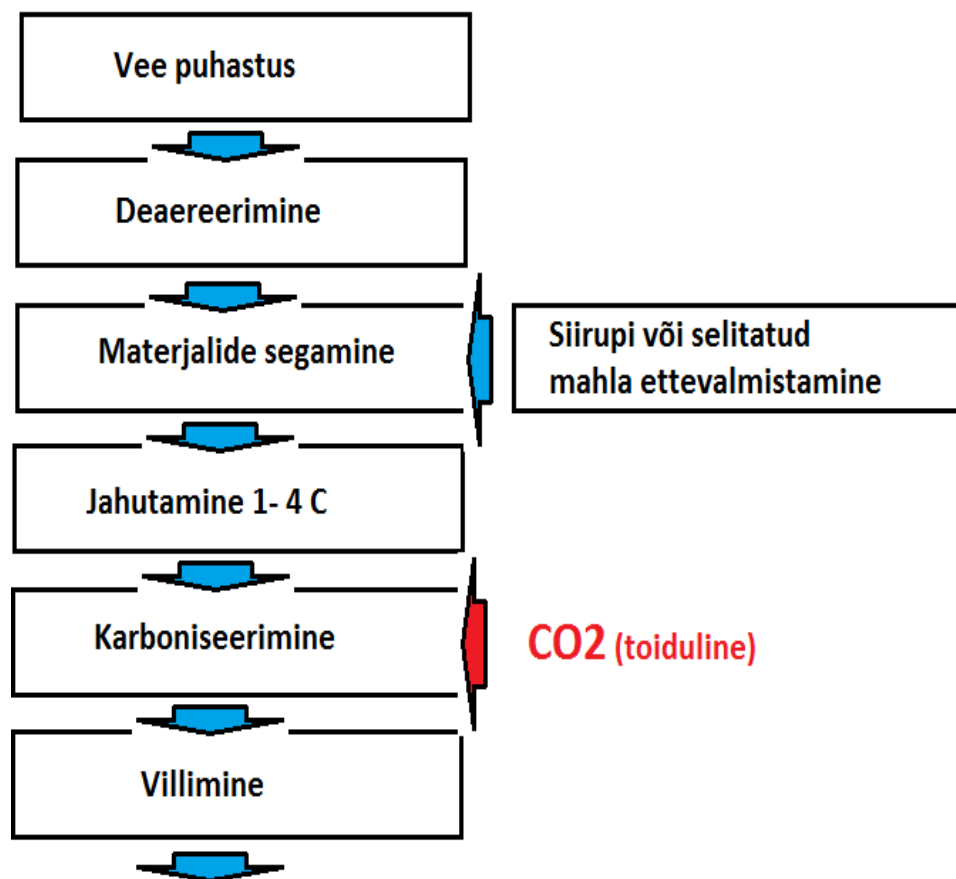 Vee puhastus
Deaereerimine
Materjalide segamine
Siirupi või selitatud
mahla ettevalmistamine
Jahutamine 1- 4 C
Karboniseerimine
CO2 (toiduline)
Villimine